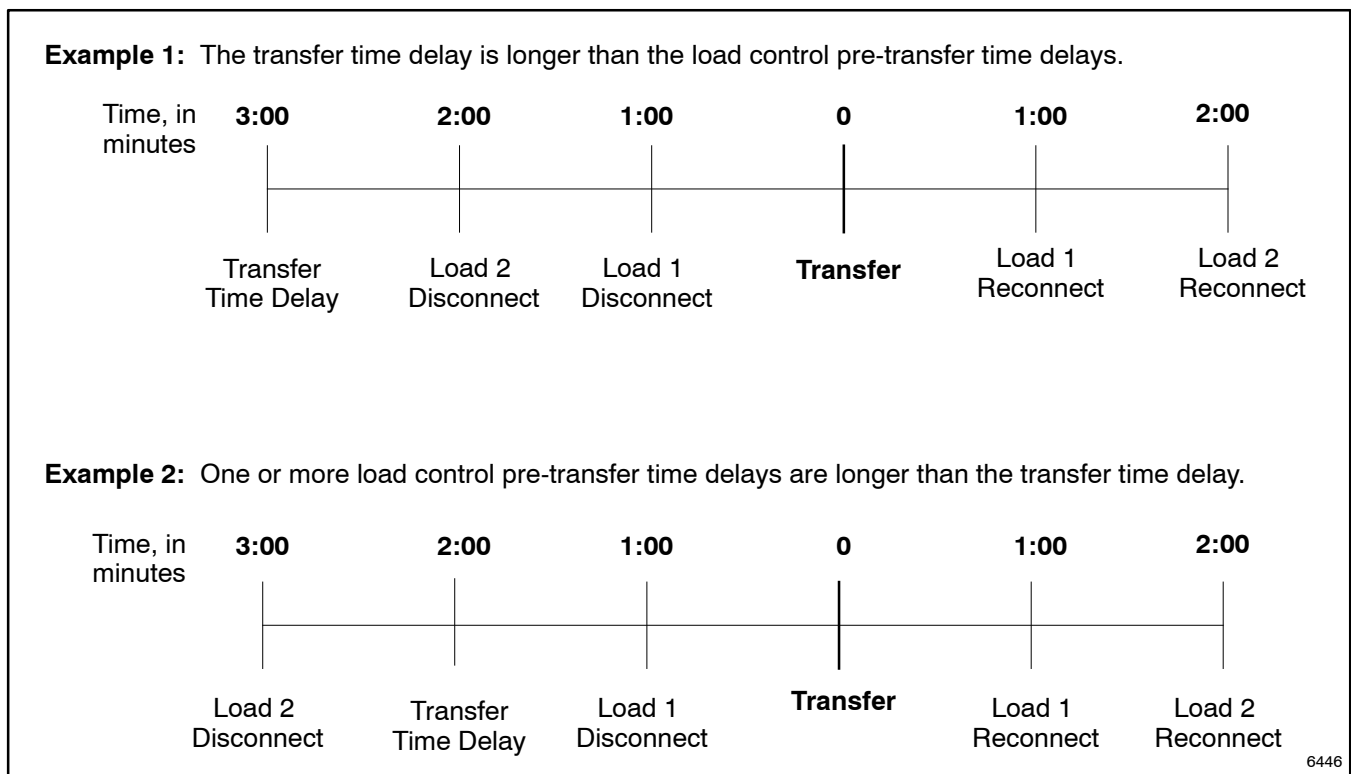 Example 1: The transfer time delay is longer than the load control pre-transfer time delays.
Time, in
minutes
3:00 2:00 1:00 0 1:00 2:00
Transfer
Time Delay
Load 2
Disconnect
Load 1
Disconnect
Transfer
Load 1
Reconnect
Load 2
Reconnect
Example 2: One or more load control pre-transfer time delays are longer than the transfer time delay.
Time, in
minutes
3:00 2:00 1:00 0 1:00 2:00
Load 2
Disconnect
Transfer
Time Delay
Load 1
Disconnect
Transfer
Load 1
Reconnect
Load 2
Reconnect
6446